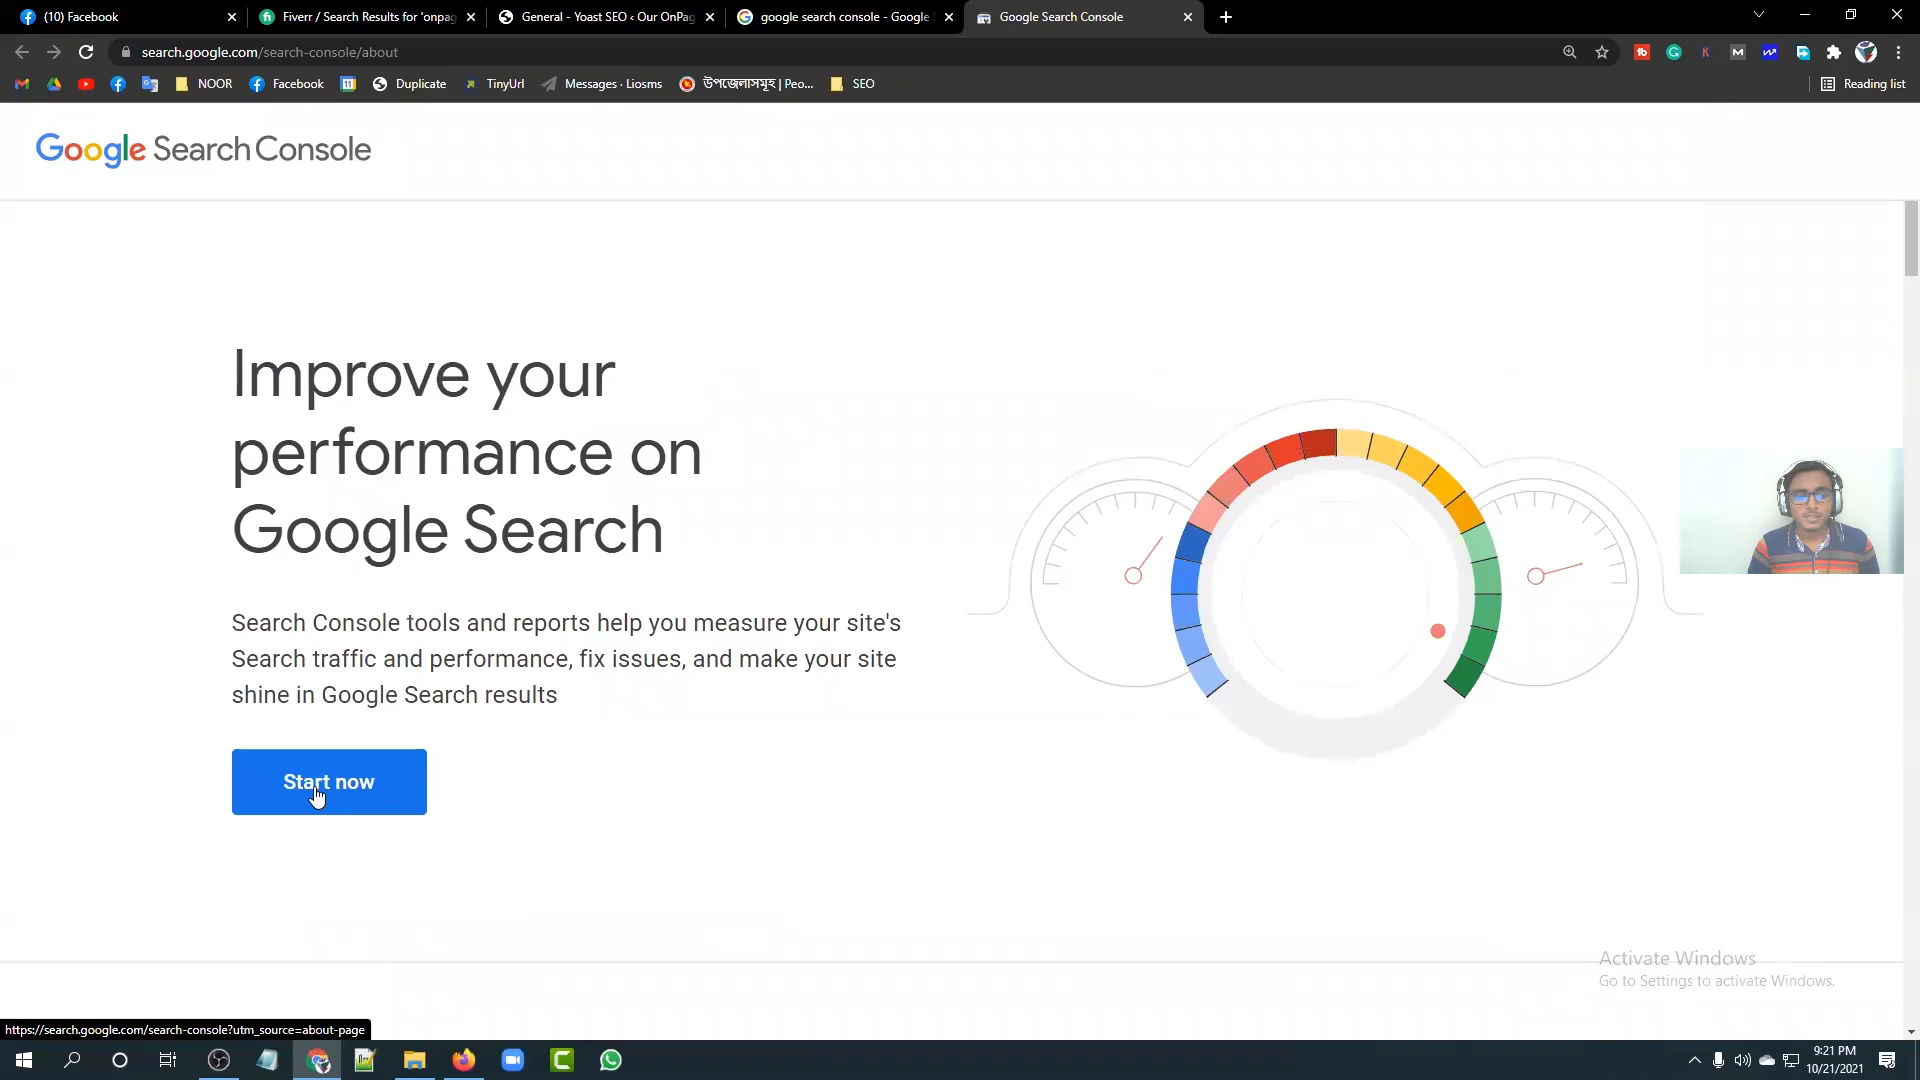 (10) Facebook
Fiverr / Search Results for 'onpag
General - Yoast SEO ‹ Our OnPag
google search console - Google
Google Search Console
search.google.com/search-console/about
NOOR
Facebook
Duplicate
TinyUrl
Messages · Liosms
উপজেলাসমূহ | Peo...
SEO
Reading list
Google Search Console
Improve your
performance on
Google Search
Search Console tools and reports help you measure your site's
Search traffic and performance, fix issues, and make your site
shine in Google Search results
Start now
Activate Windows
Go to Settings to activate Windows.
https://search.google.com/search-console?utm_source=about-page
9:21 PM
10/21/2021